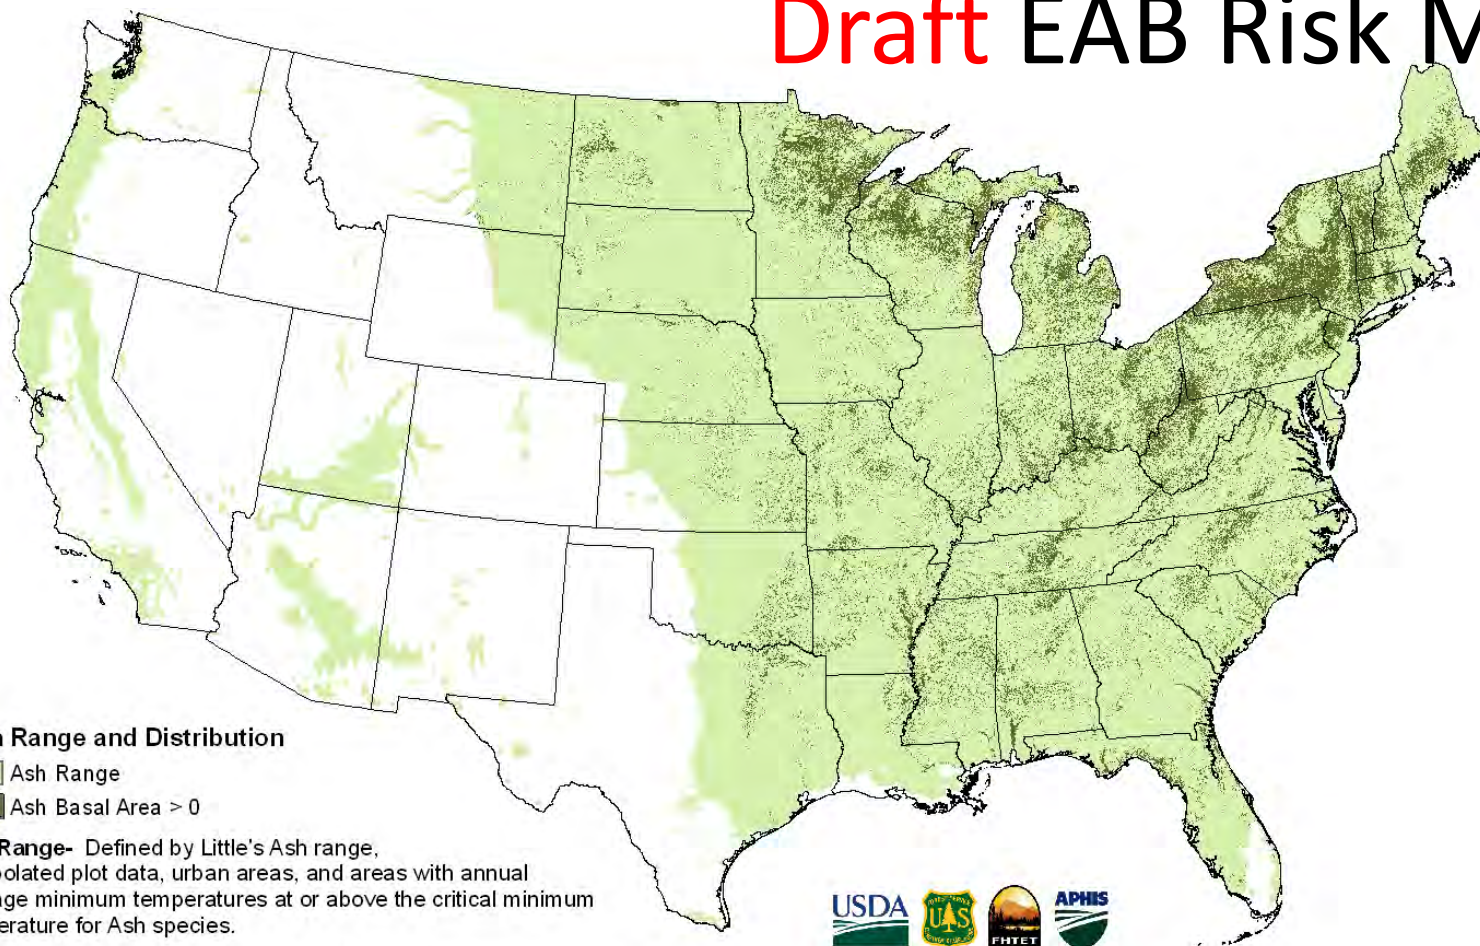 Draft EAB Risk M
Range and Distribution
Ash Range
Ash Basal Area > 0
Range- Defined by Little's Ash range,
olated plot data, urban areas, and areas with annual
ge minimum temperatures at or above the critical minimum
erature for Ash species.
USDA
UAS
FHTET
APHIS